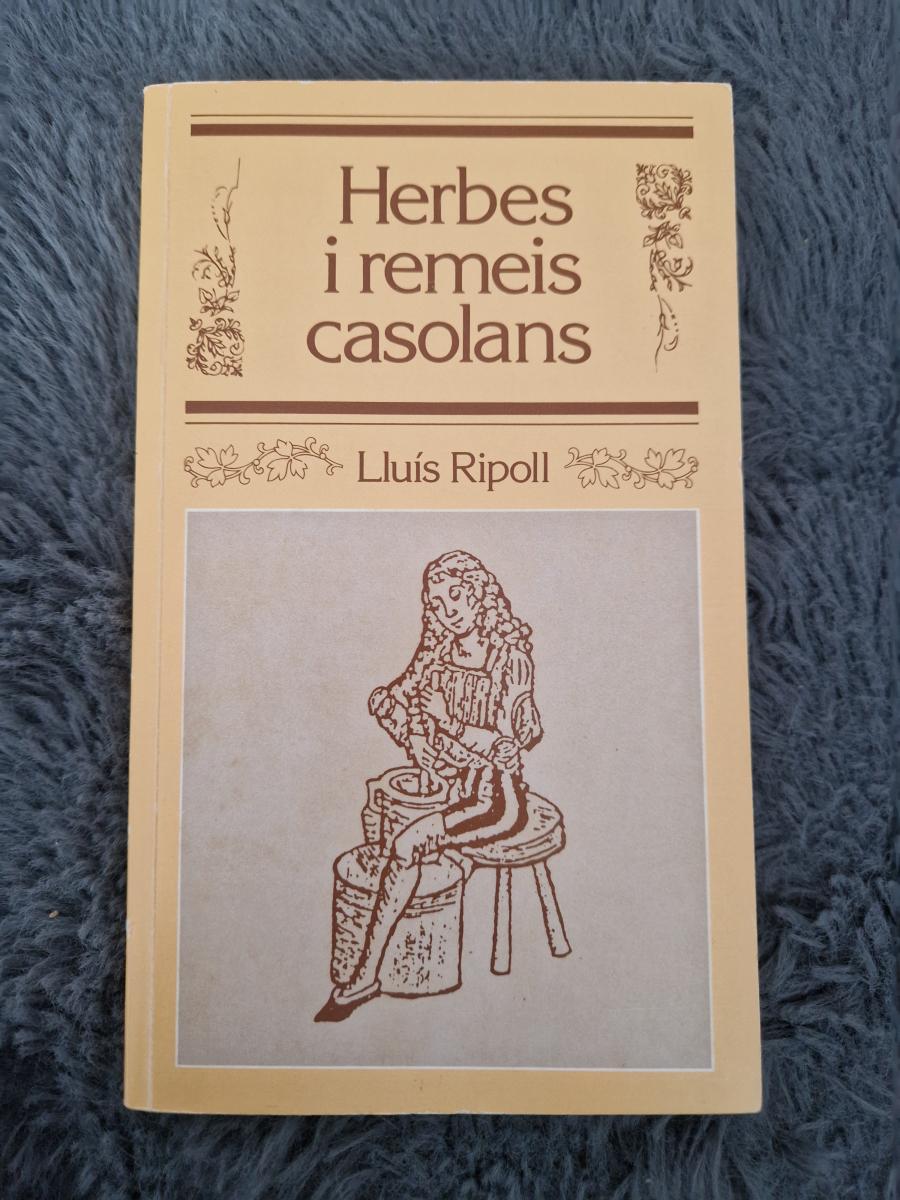 Herbes
i remeis
casolans
Lluís Ripoll